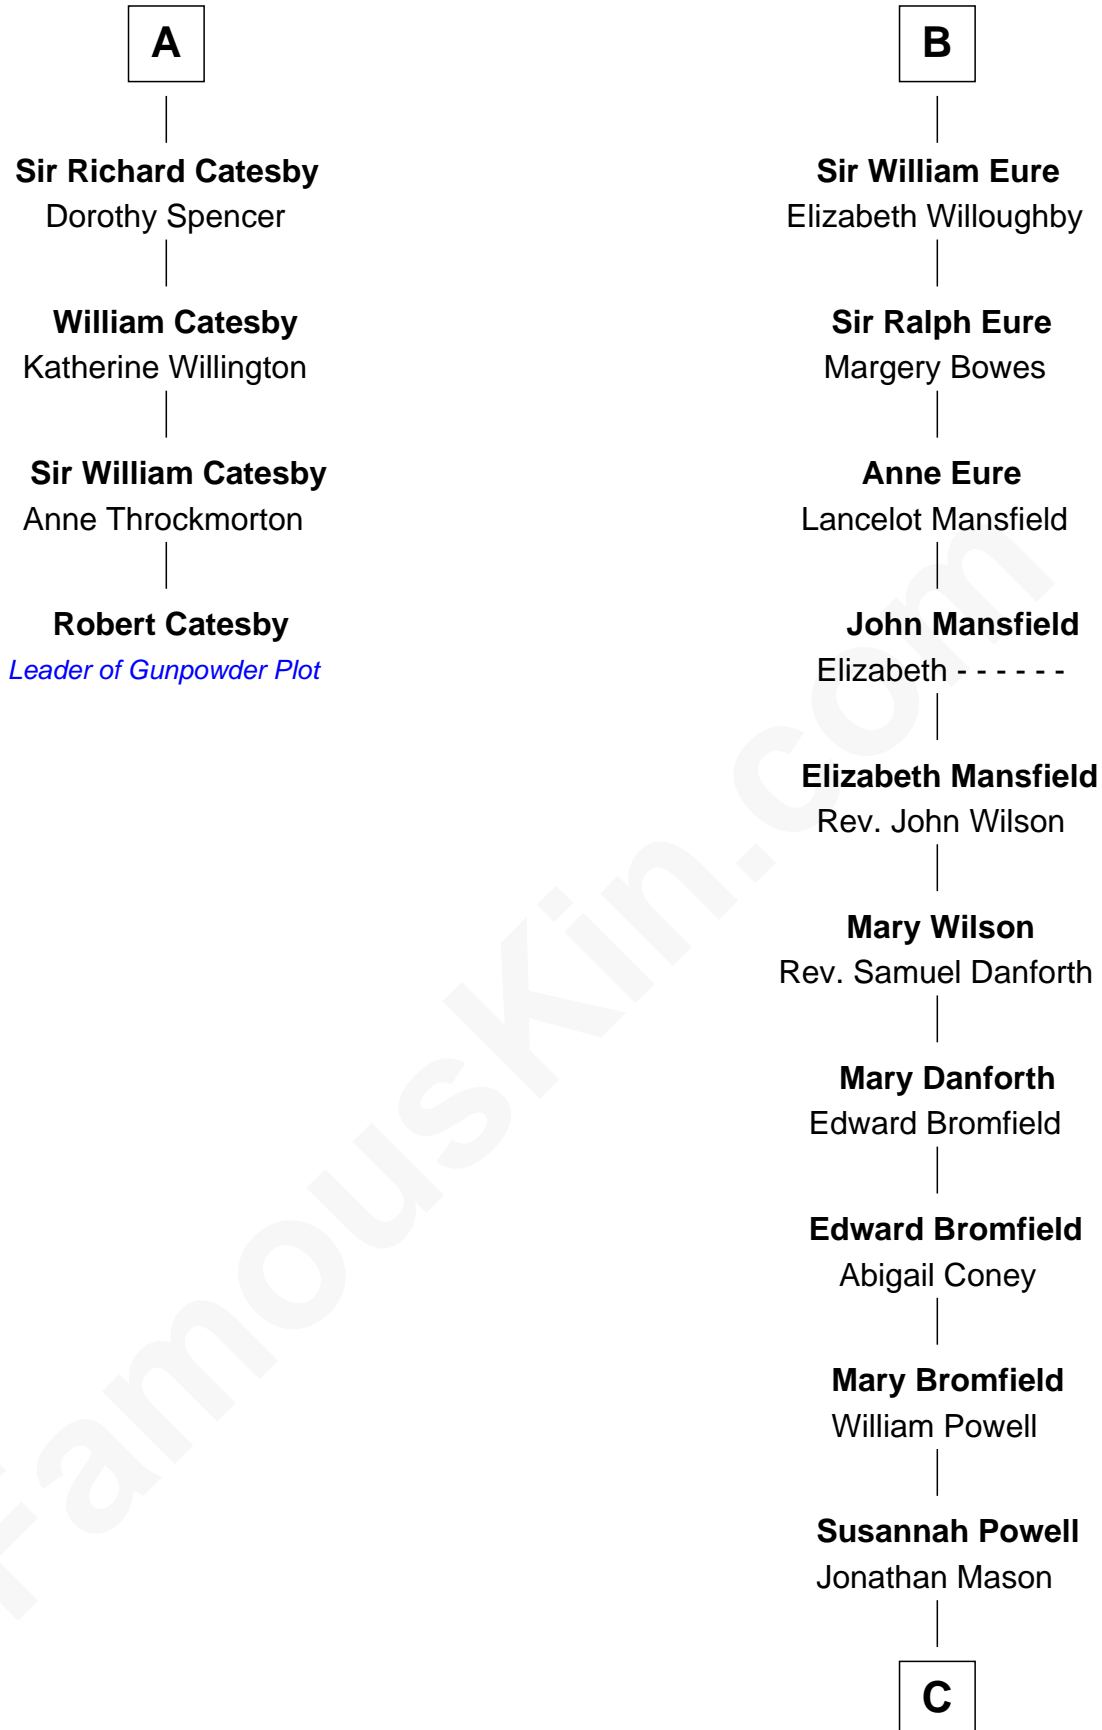 A
Sir Richard Catesby
Dorothy Spencer
William Catesby
Katherine Willington
Sir William Catesby
Anne Throckmorton
Robert Catesby
Leader of Gunpowder Plot
B
Sir William Eure
Elizabeth Willoughby
Sir Ralph Eure
Margery Bowes
Anne Eure
Lancelot Mansfield
John Mansfield
Elizabeth - - - - - -
Elizabeth Mansfield
Rev. John Wilson
Mary Wilson
Rev. Samuel Danforth
Mary Danforth
Edward Bromfield
Edward Bromfield
Abigail Coney
Mary Bromfield
William Powell
Susannah Powell
Jonathan Mason
C
FamousKin.com